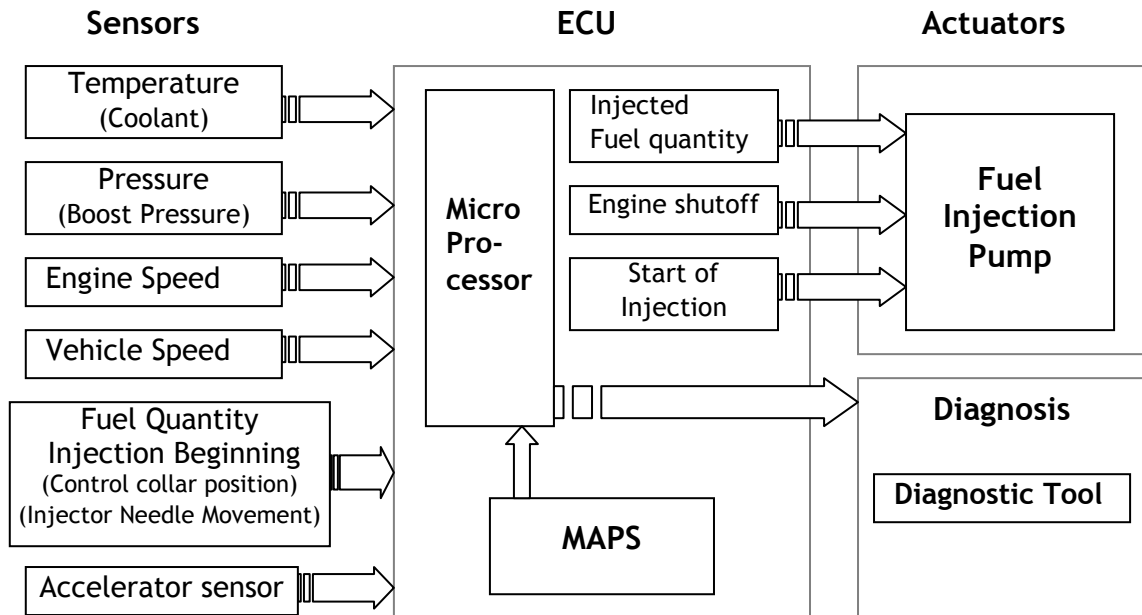 Sensors
ECU
Actuators
Temperature
(Coolant)
Pressure
(Boost Pressure)
Engine Speed
Vehicle Speed
Fuel Quantity
Injection Beginning
(Control collar position)
(Injector Needle Movement)
Accelerator sensor
Micro
Pro-
cessor
MAPS
Injected
Fuel quantity
Engine shutoff
Start of
Injection
Fuel
Injection
Pump
Diagnosis
Diagnostic Tool